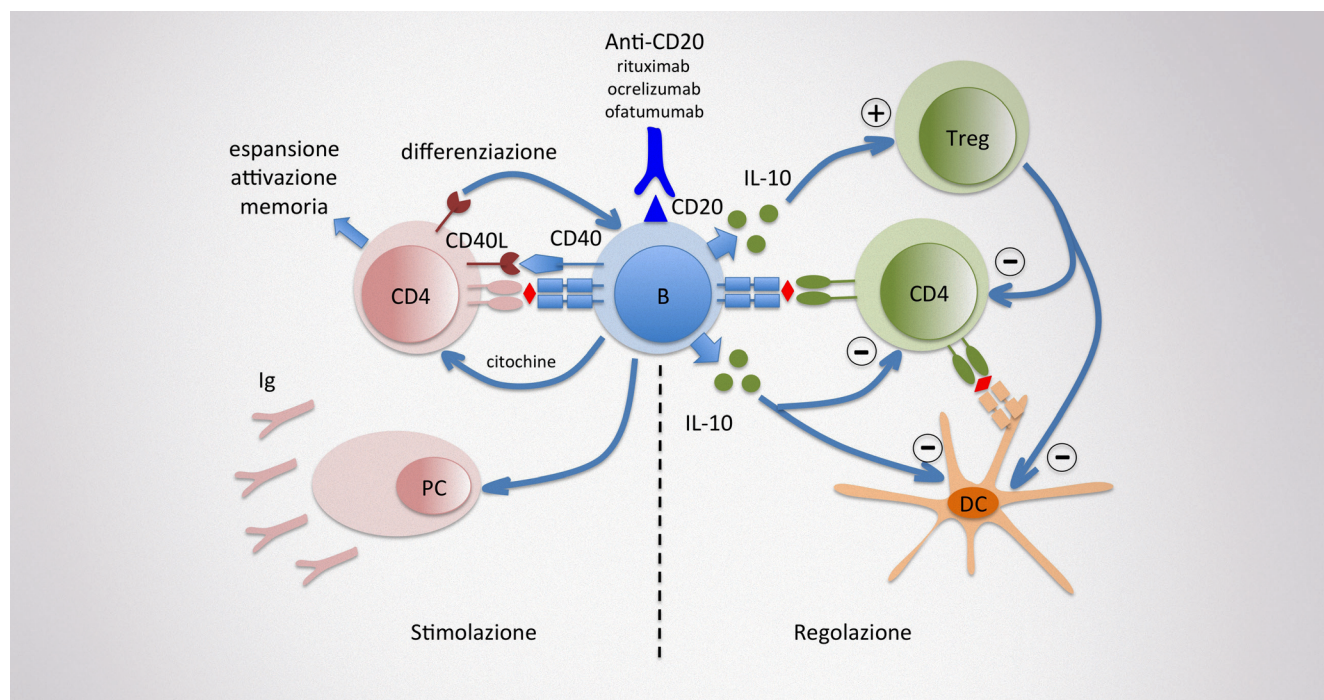 Anti-CD20
rituximab
ocrelizumab
ofatumumab
espansione
attivazione
memoria
differenziazione
CD40L
CD40
CD20
IL-10
+
Treg
CD4
B
CD4
-
-
citochine
Ig
IL-10
-
-
PC
DC
Stimolazione
Regolazione